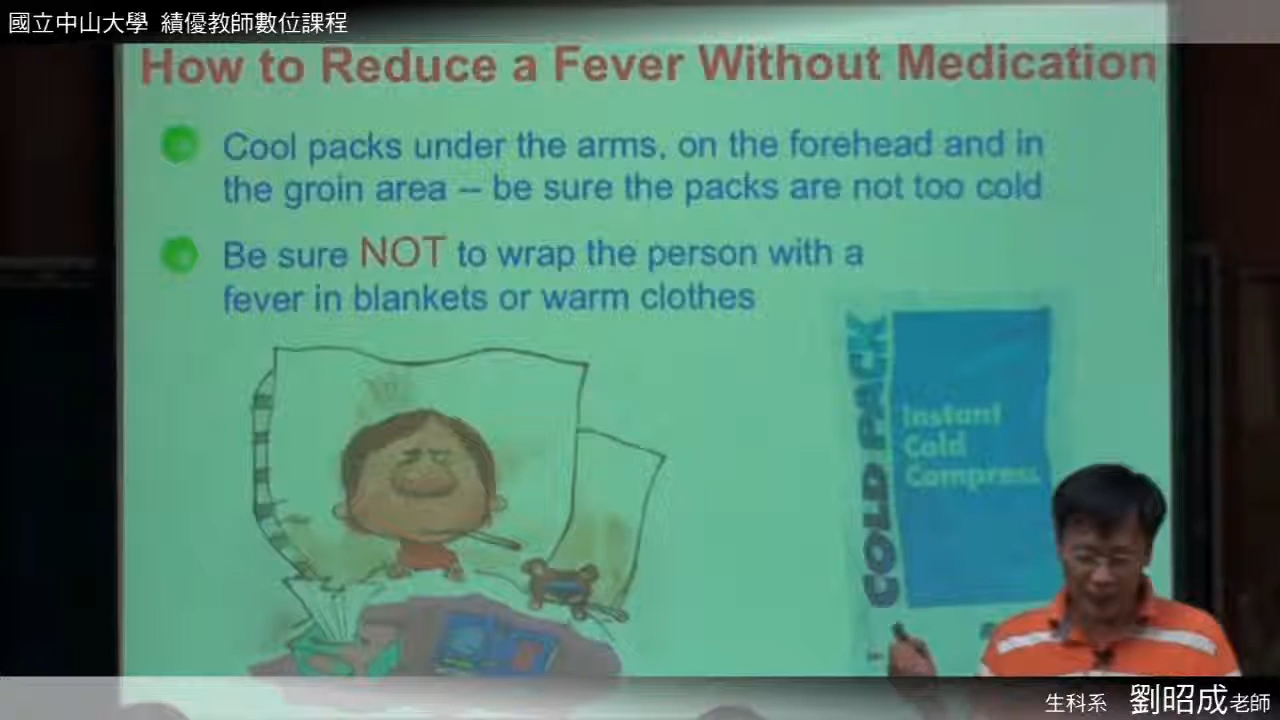 國立中山大學 績優教師數位課程
How to Reduce a Fever Without Medication
Cool packs under the arms, on the forehead and in
the groin area – be sure the packs are not too cold
Be sure NOT to wrap the person with a
fever in blankets or warm clothes
COLD PACK
Instant
Cold
Compress
生科系 劉昭成老師